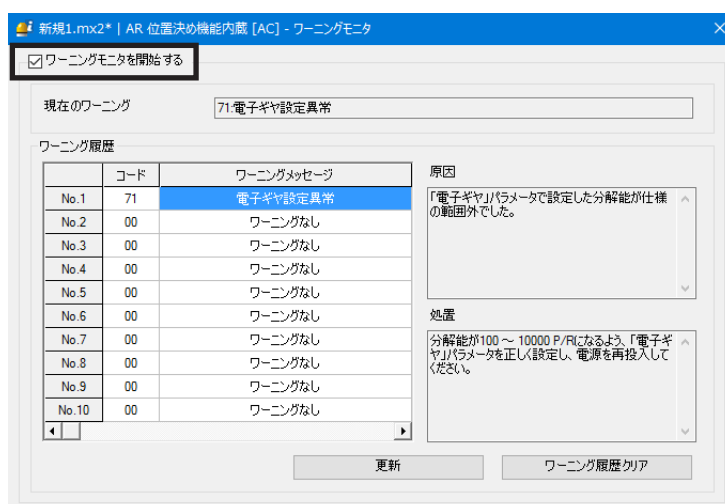 新規1.mx2* | AR 位置決め機能内蔵 [AC] - ワーニングモニタ
ワーニングモニタを開始する
現在のワーニング 71:電子ギヤ設定異常
ワーニング履歴
コード ワーニングメッセージ
No.1 71 電子ギヤ設定異常
No.2 00 ワーニングなし
No.3 00 ワーニングなし
No.4 00 ワーニングなし
No.5 00 ワーニングなし
No.6 00 ワーニングなし
No.7 00 ワーニングなし
No.8 00 ワーニングなし
No.9 00 ワーニングなし
No.10 00 ワーニングなし
原因
「電子ギヤ」パラメータで設定した分解能が仕様
の範囲外でした。
処置
分解能が100 ～ 10000 P/Rになるよう、「電子ギ
ヤ」パラメータを正しく設定し、電源を再投入して
ください。
更新 ワーニング履歴クリア